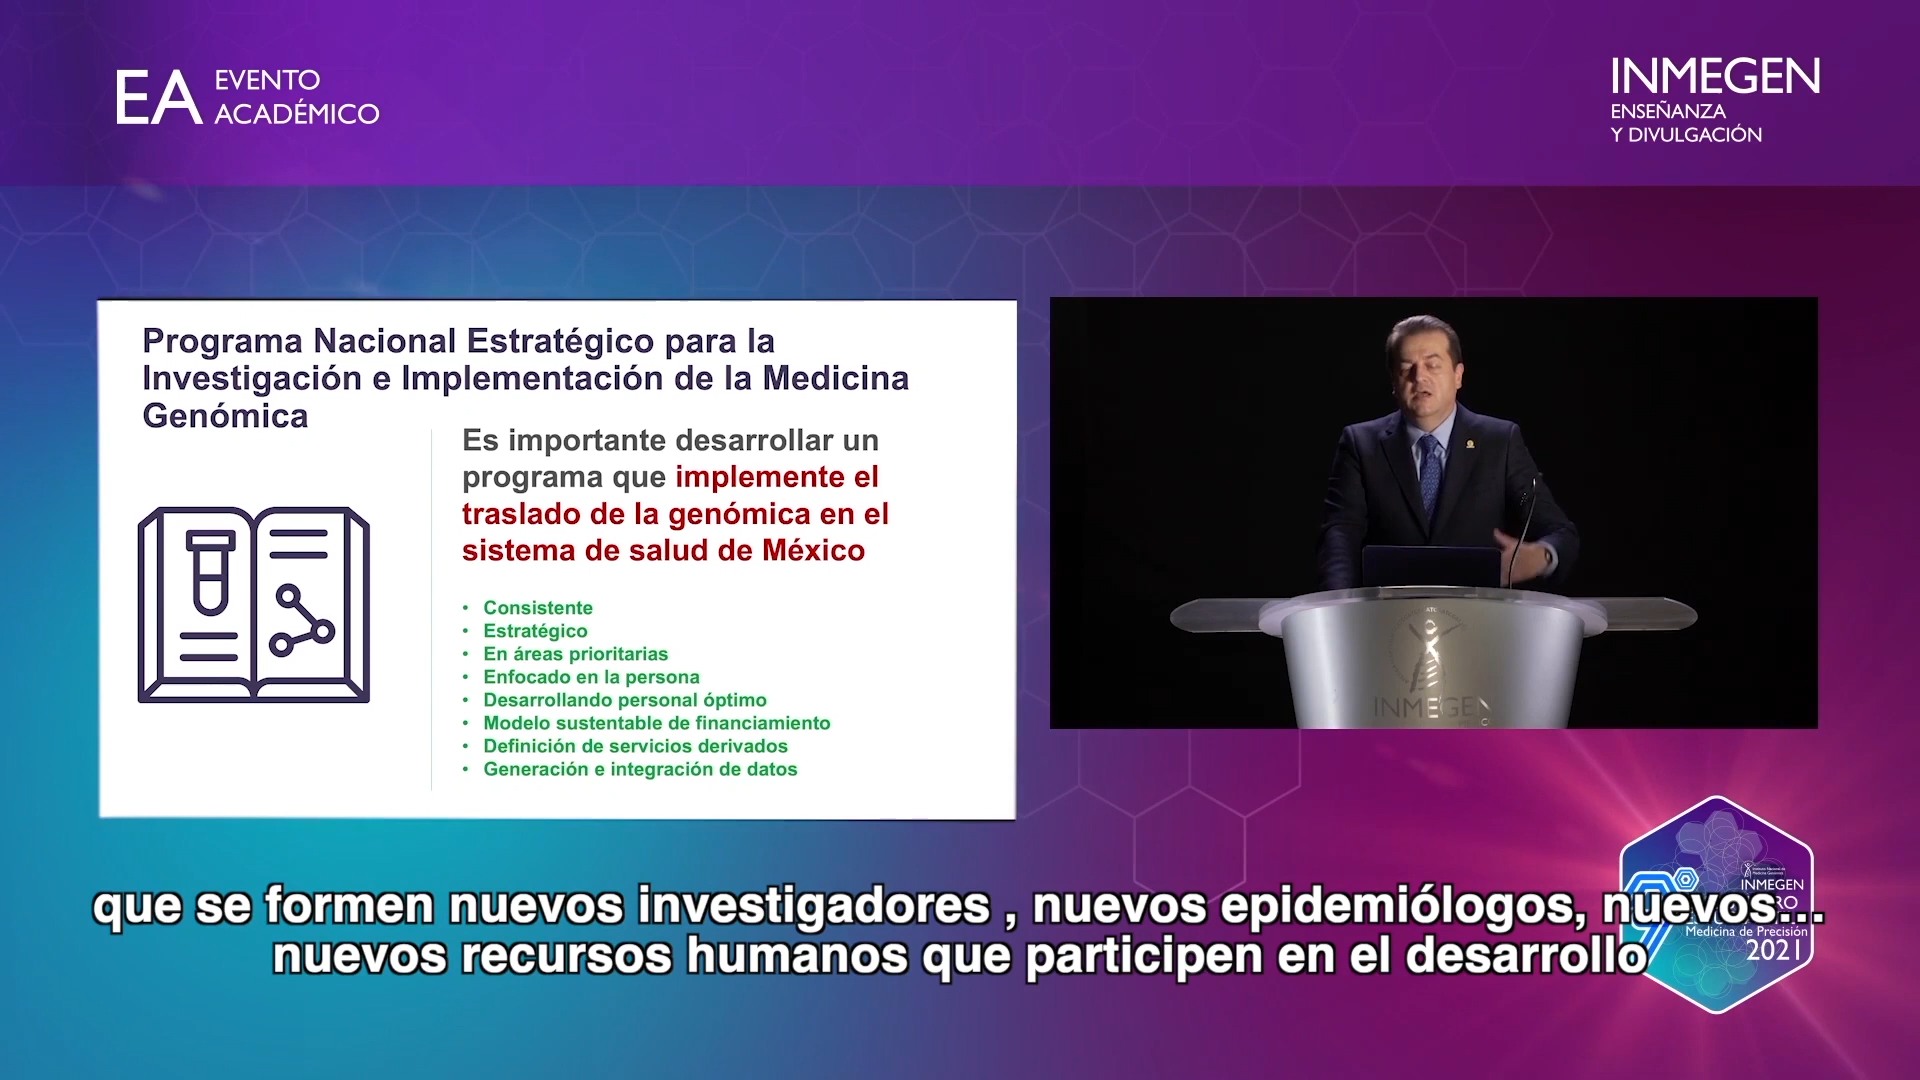 EA EVENTO
ACADÉMICO
INMEGEN
ENSEÑANZA
Y DIVULGACIÓN
Programa Nacional Estratégico para la
Investigación e Implementación de la Medicina
Genómica
Es importante desarrollar un
programa que implemente el
traslado de la genómica en el
sistema de salud de México
• Consistente
• Estratégico
• En áreas prioritarias
• Enfocado en la persona
• Desarrollando personal óptimo
• Modelo sustentable de financiamiento
• Definición de servicios derivados
• Generación e integración de datos
INMEGEN
INMEGEN
Medicina de Precisión
2021
que se formen nuevos investigadores , nuevos epidemiólogos, nuevos...
nuevos recursos humanos que participen en el desarrollo